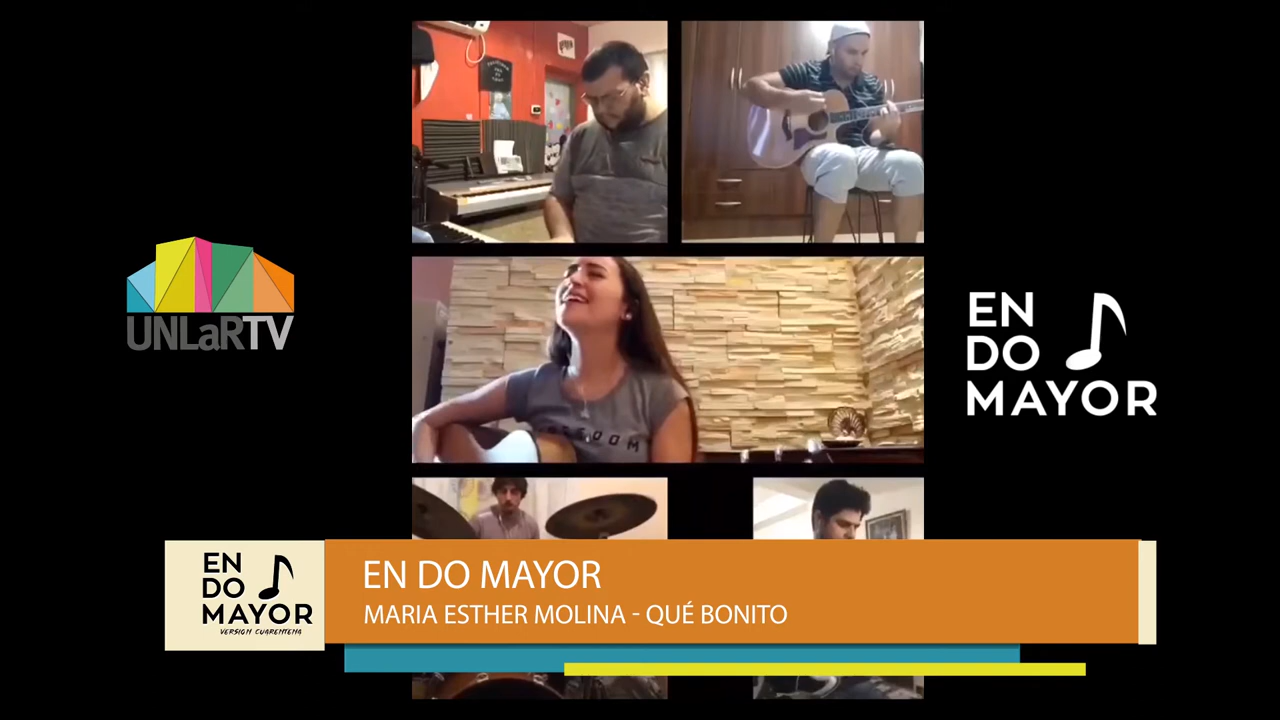 UNLaRTV
EN
DO
MAYOR
EN
DO
MAYOR
VERSION CUARENTENA
EN DO MAYOR
MARIA ESTHER MOLINA - QUÉ BONITO